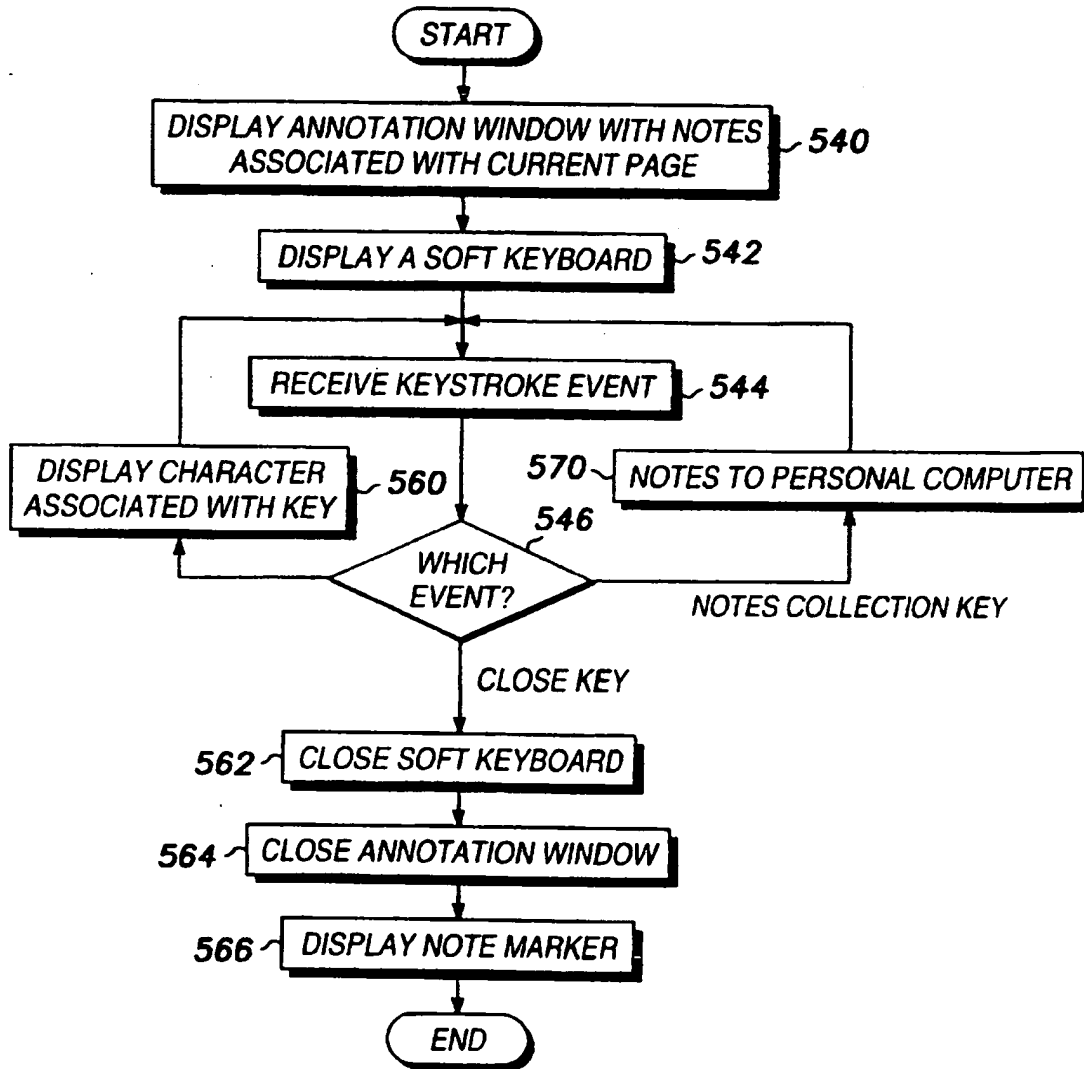 START
DISPLAY ANNOTATION WINDOW WITH NOTES
ASSOCIATED WITH CURRENT PAGE
540
DISPLAY A SOFT KEYBOARD
542
RECEIVE KEYSTROKE EVENT
544
DISPLAY CHARACTER
ASSOCIATED WITH KEY
560
570
NOTES TO PERSONAL COMPUTER
546
WHICH
EVENT?
NOTES COLLECTION KEY
CLOSE KEY
562
CLOSE SOFT KEYBOARD
564
CLOSE ANNOTATION WINDOW
566
DISPLAY NOTE MARKER
END